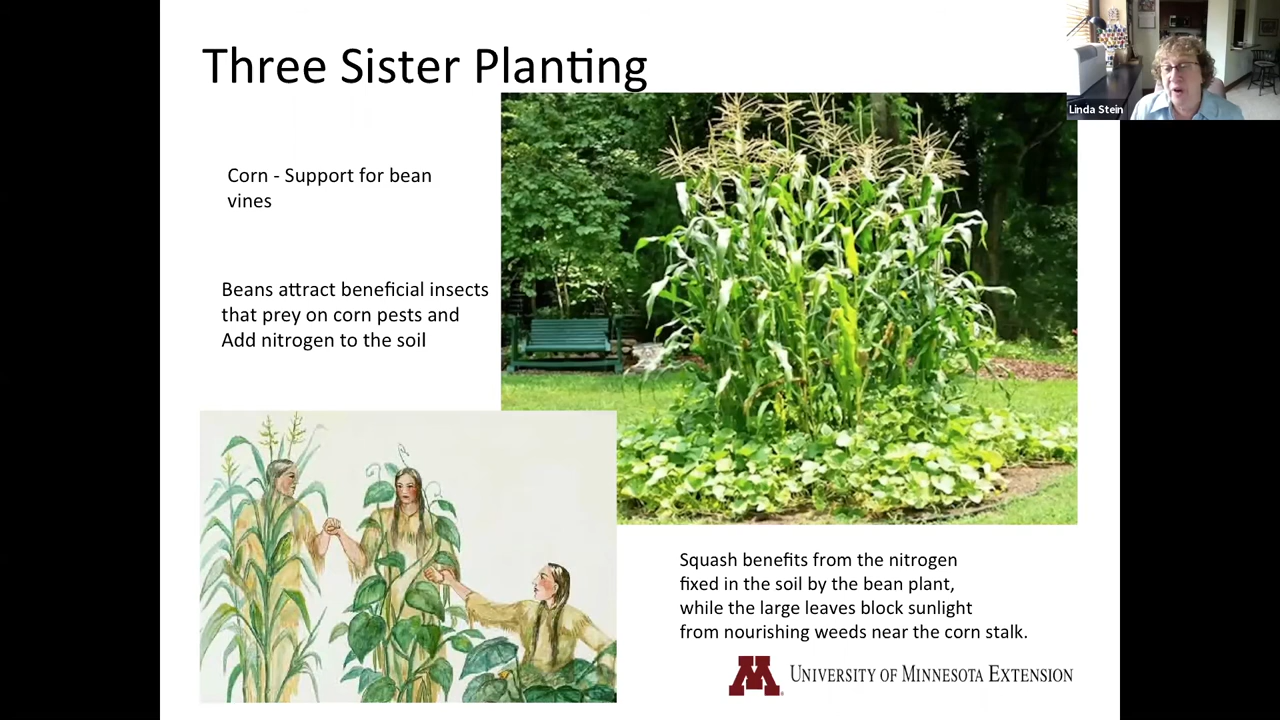 Three Sister Planting
Linda Stein
Corn - Support for bean
vines
Beans attract beneficial insects
that prey on corn pests and
Add nitrogen to the soil
Squash benefits from the nitrogen
fixed in the soil by the bean plant,
while the large leaves block sunlight
from nourishing weeds near the corn stalk.
M
UNIVERSITY OF MINNESOTA EXTENSION